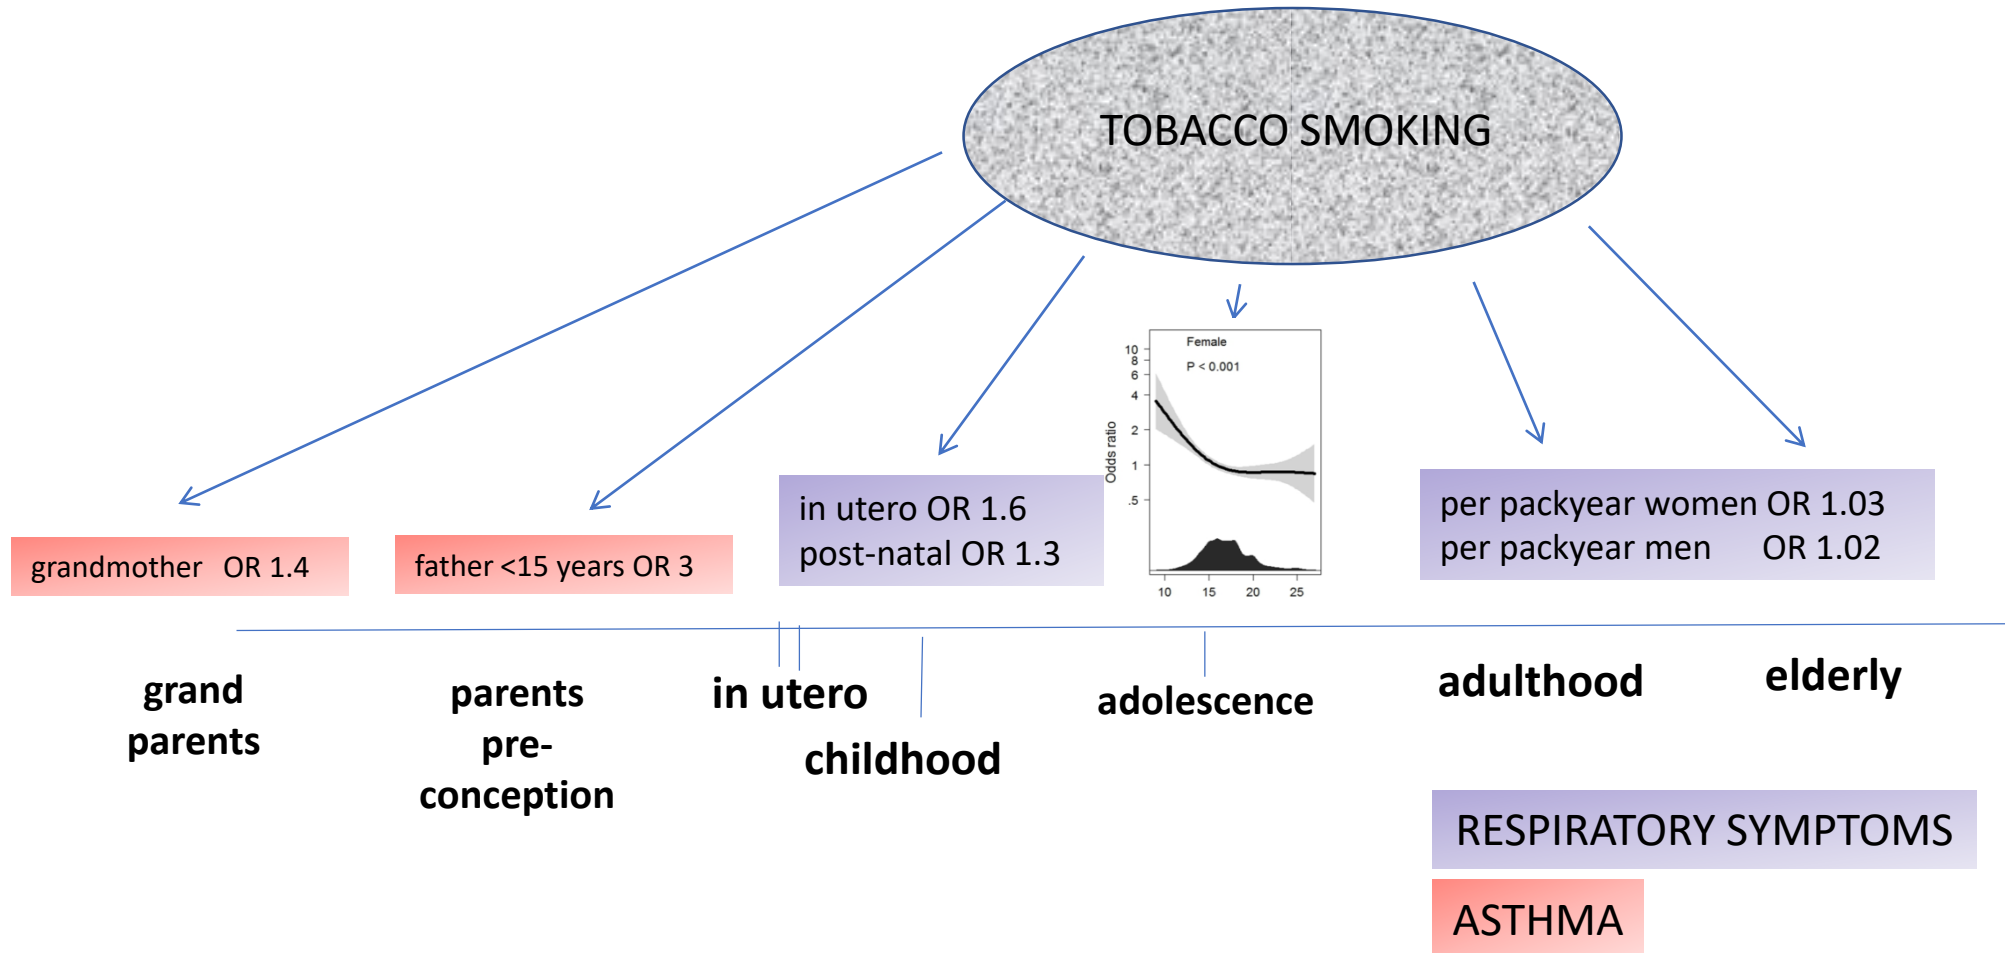 TOBACCO SMOKING
Female
P < 0.001
10
8
6
4
2
1
.5
Odds ratio
10 15 20 25
grandmother OR 1.4
father <15 years OR 3
in utero OR 1.6
post-natal OR 1.3
per packyear women OR 1.03
per packyear men OR 1.02
grand
parents
parents
pre-
conception
in utero
childhood
adolescence
adulthood
elderly
RESPIRATORY SYMPTOMS
ASTHMA